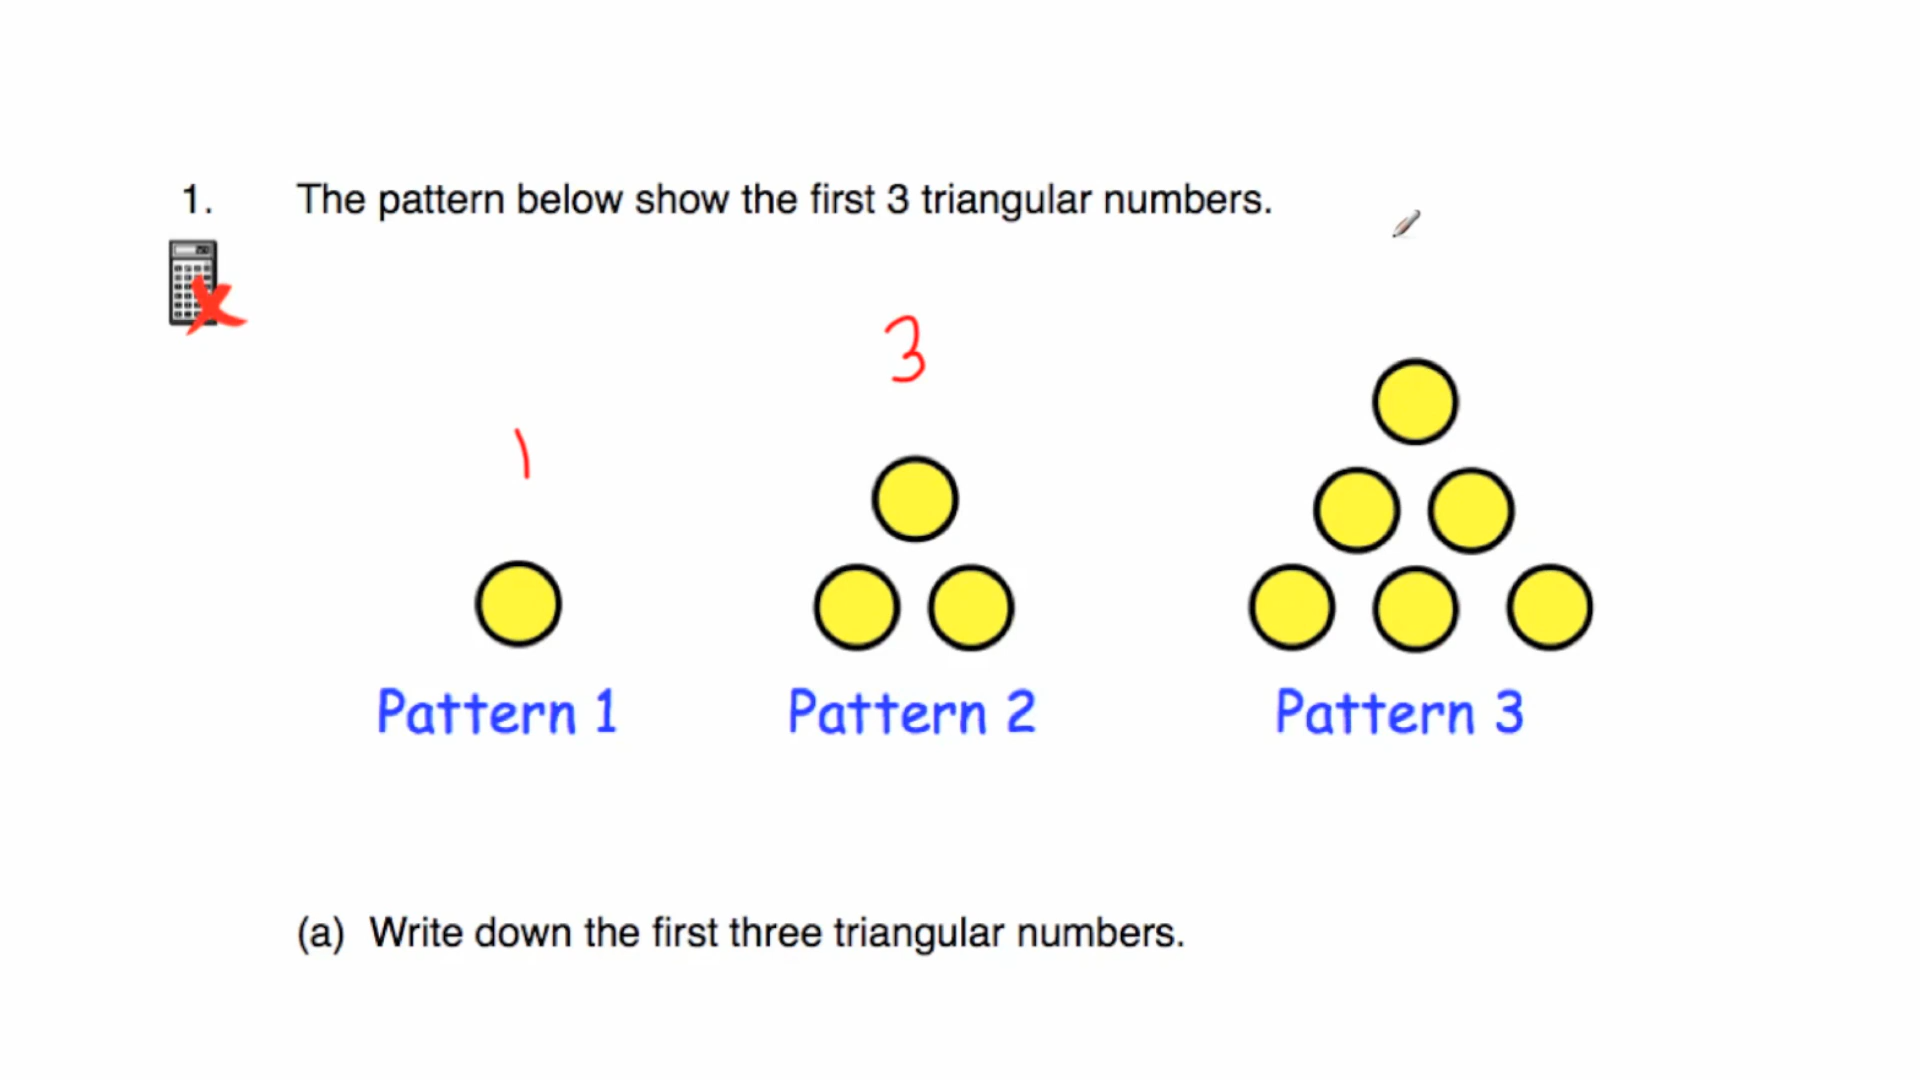 1. The pattern below show the first 3 triangular numbers.
3
1
Pattern 1 Pattern 2 Pattern 3
(a) Write down the first three triangular numbers.